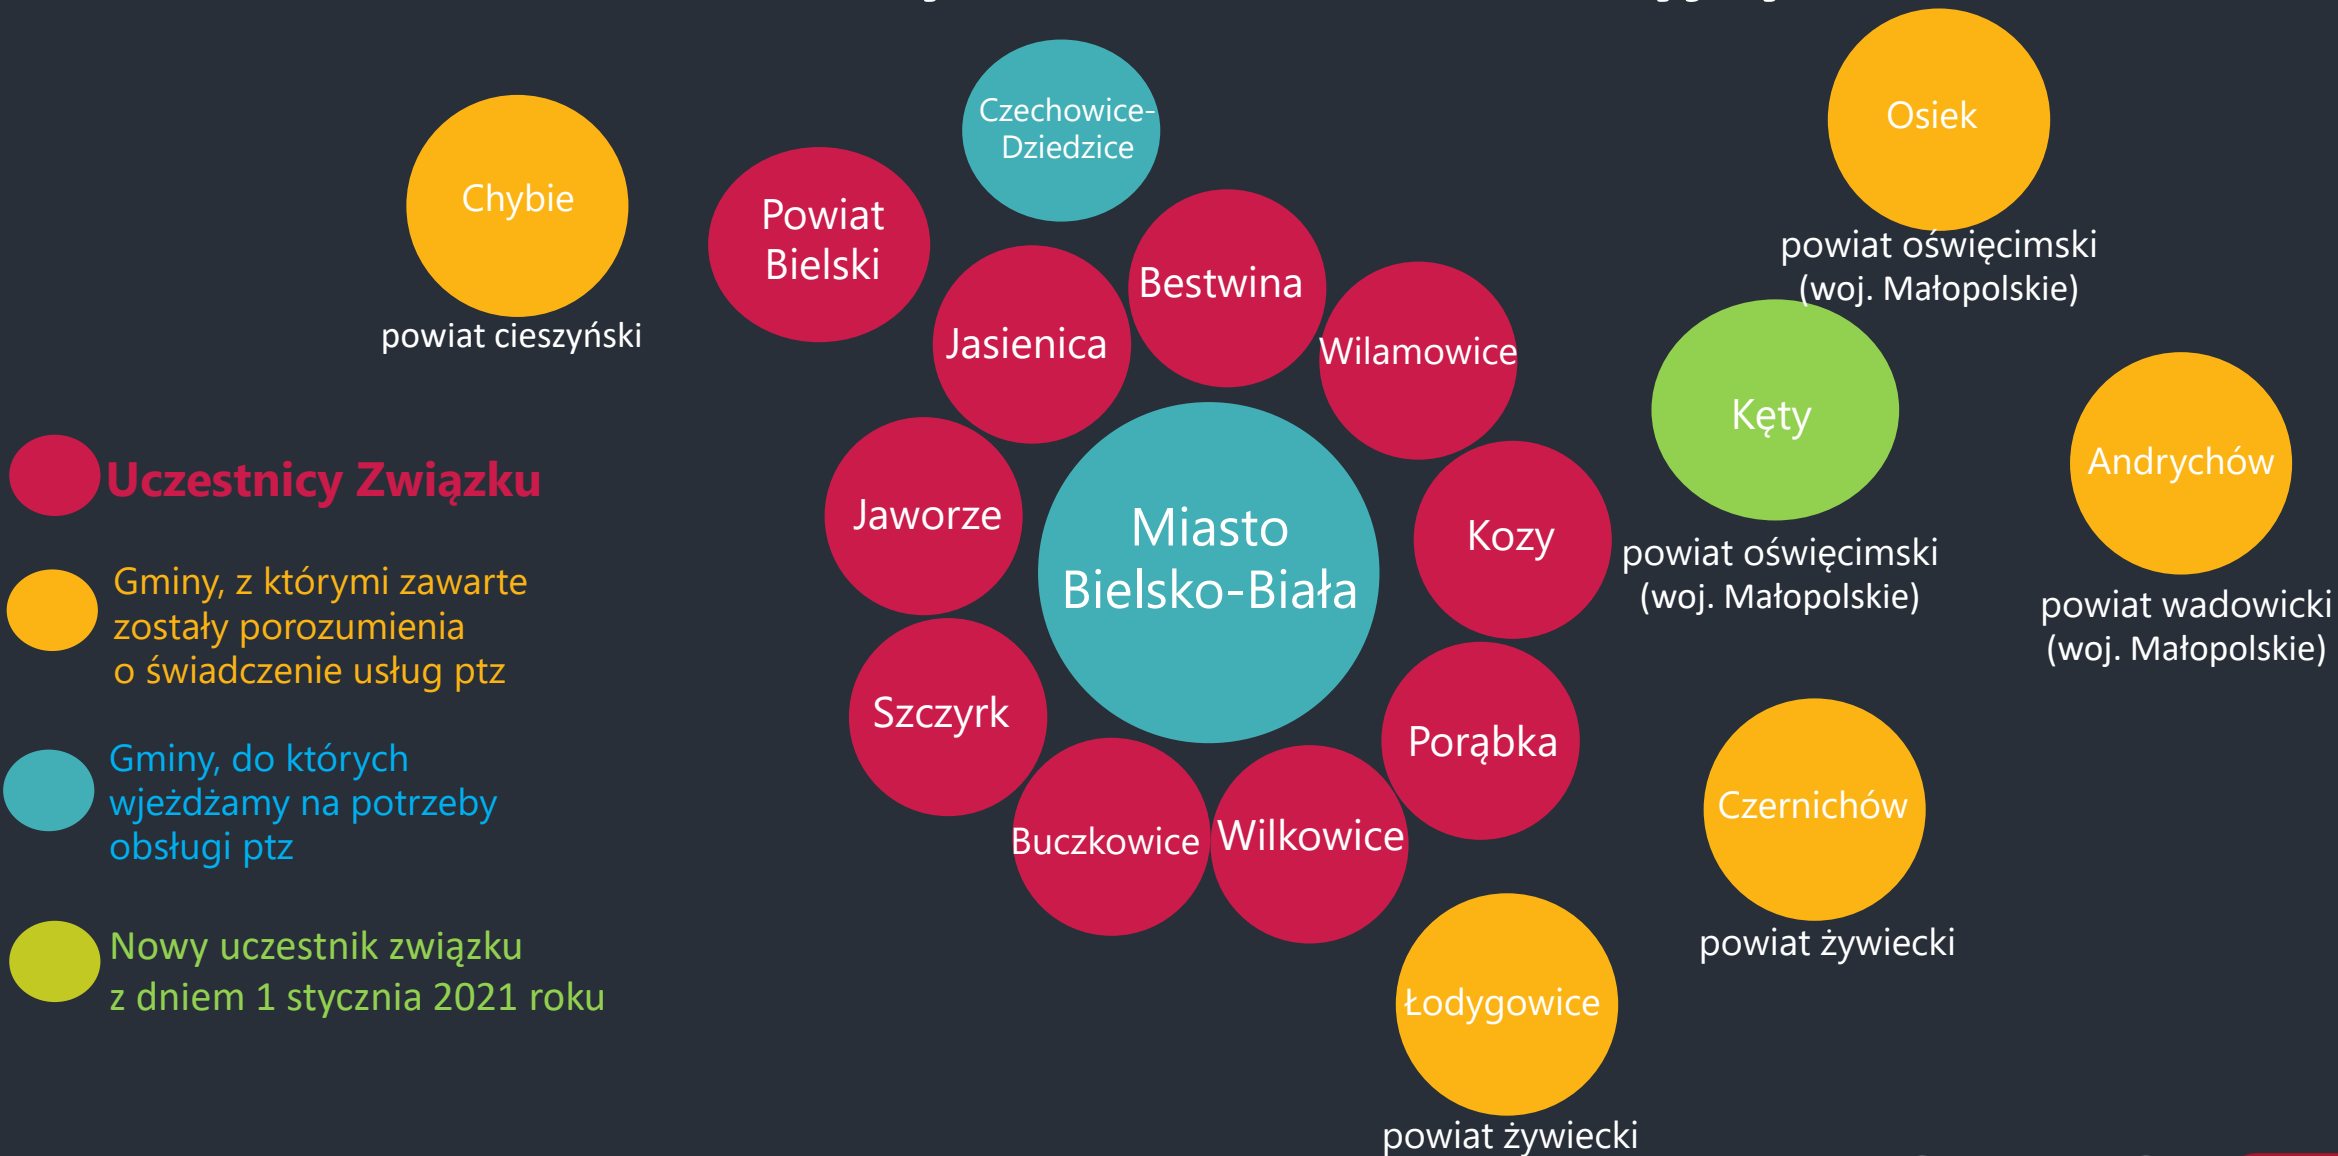 Czechowice-
Dziedzice
Osiek
Chybie
Powiat
Bielski
powiat oświęcimski
(woj. Małopolskie)
Bestwina
powiat cieszyński
Jasienica
Wilamowice
Kęty
Andrychów
Uczestnicy Związku
Jaworze
Miasto
Bielsko-Biała
Kozy
powiat oświęcimski
(woj. Małopolskie)
powiat wadowicki
(woj. Małopolskie)
Gminy, z którymi zawarte
zostały porozumienia
o świadczenie usług ptz
Szczyrk
Porąbka
Gminy, do których
wjeżdżamy na potrzeby
obsługi ptz
Czernichów
Buczkowice
Wilkowice
powiat żywiecki
Nowy uczestnik związku
z dniem 1 stycznia 2021 roku
Łodygowice
powiat żywiecki